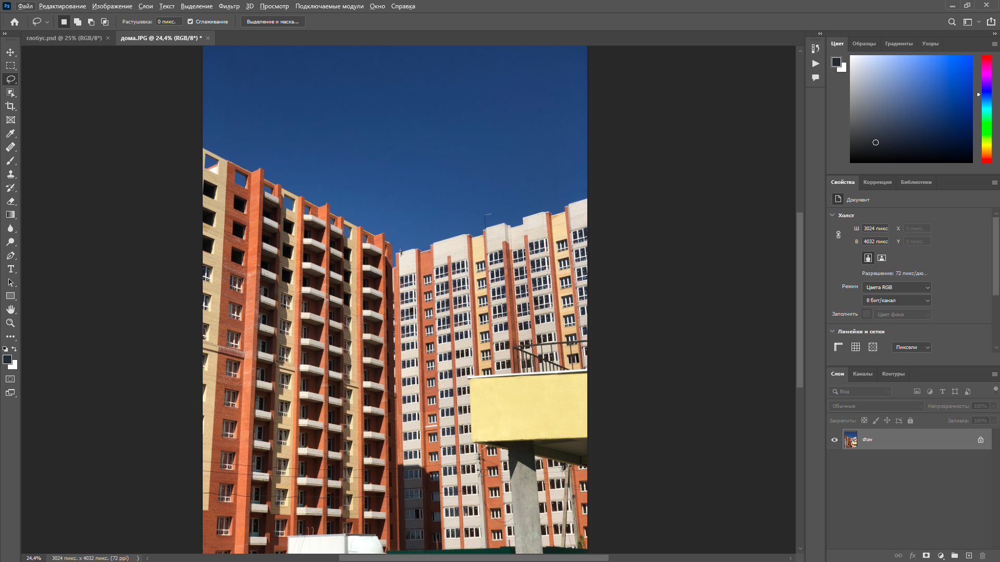 Ps Файл Редактирование Изображение Слои Текст Выделение Фильтр 3D Просмотр Подключаемые модули Окно Справка
Растушевка: 0 пикс. Сглаживание Выделение и маска...
глобус.psd @ 25% (RGB/8*) × дома.JPG @ 24,4% (RGB/8*) * ×
Цвет Образцы Градиенты Узоры
Свойства Коррекция Библиотеки
Документ
Холст
Ш 3024 пикс X 0 пикс.
В 4032 пикс Y 0 пикс.
Разрешение: 72 пикс/дю...
Режим Цвета RGB
8 бит/канал
Заполнить Цвет фона
Линейки и сетки
Пиксели
Слои Каналы Контуры
Вид
Обычные Непрозрачность: 100%
Закрепить: Заливка: 100%
Фон
fx
24,4% 3024 пикс. x 4032 пикс. (72 ppi)